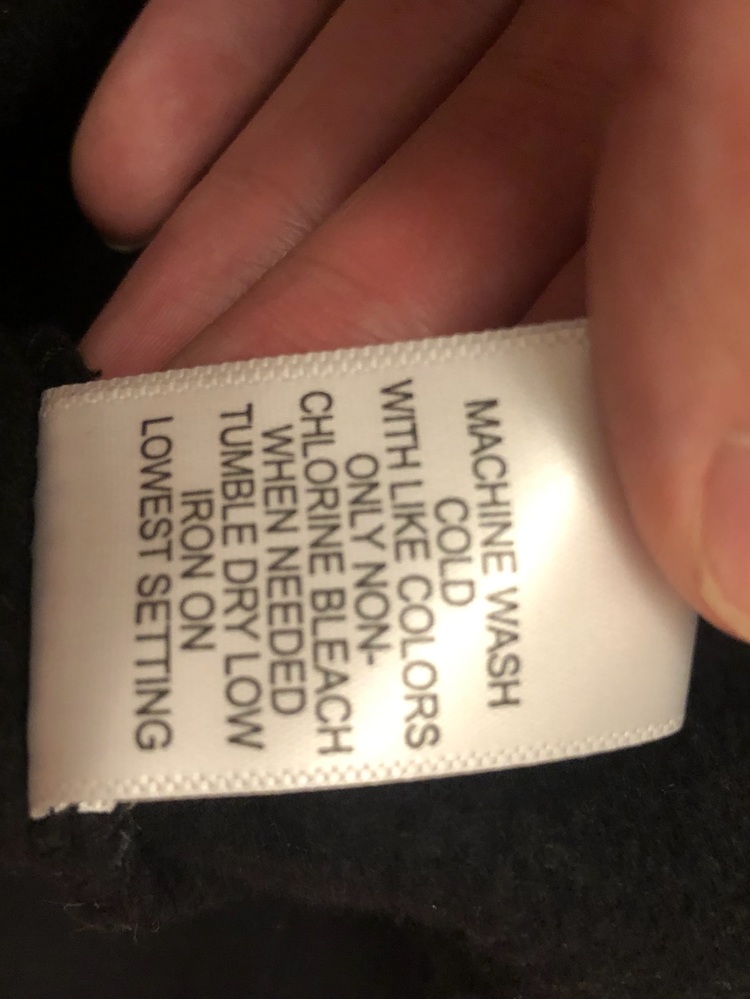 MACHINE WASH
COLD
WITH LIKE COLORS
ONLY NON-
CHLORINE BLEACH
WHEN NEEDED
TUMBLE DRY LOW
IRON ON
LOWEST SETTING